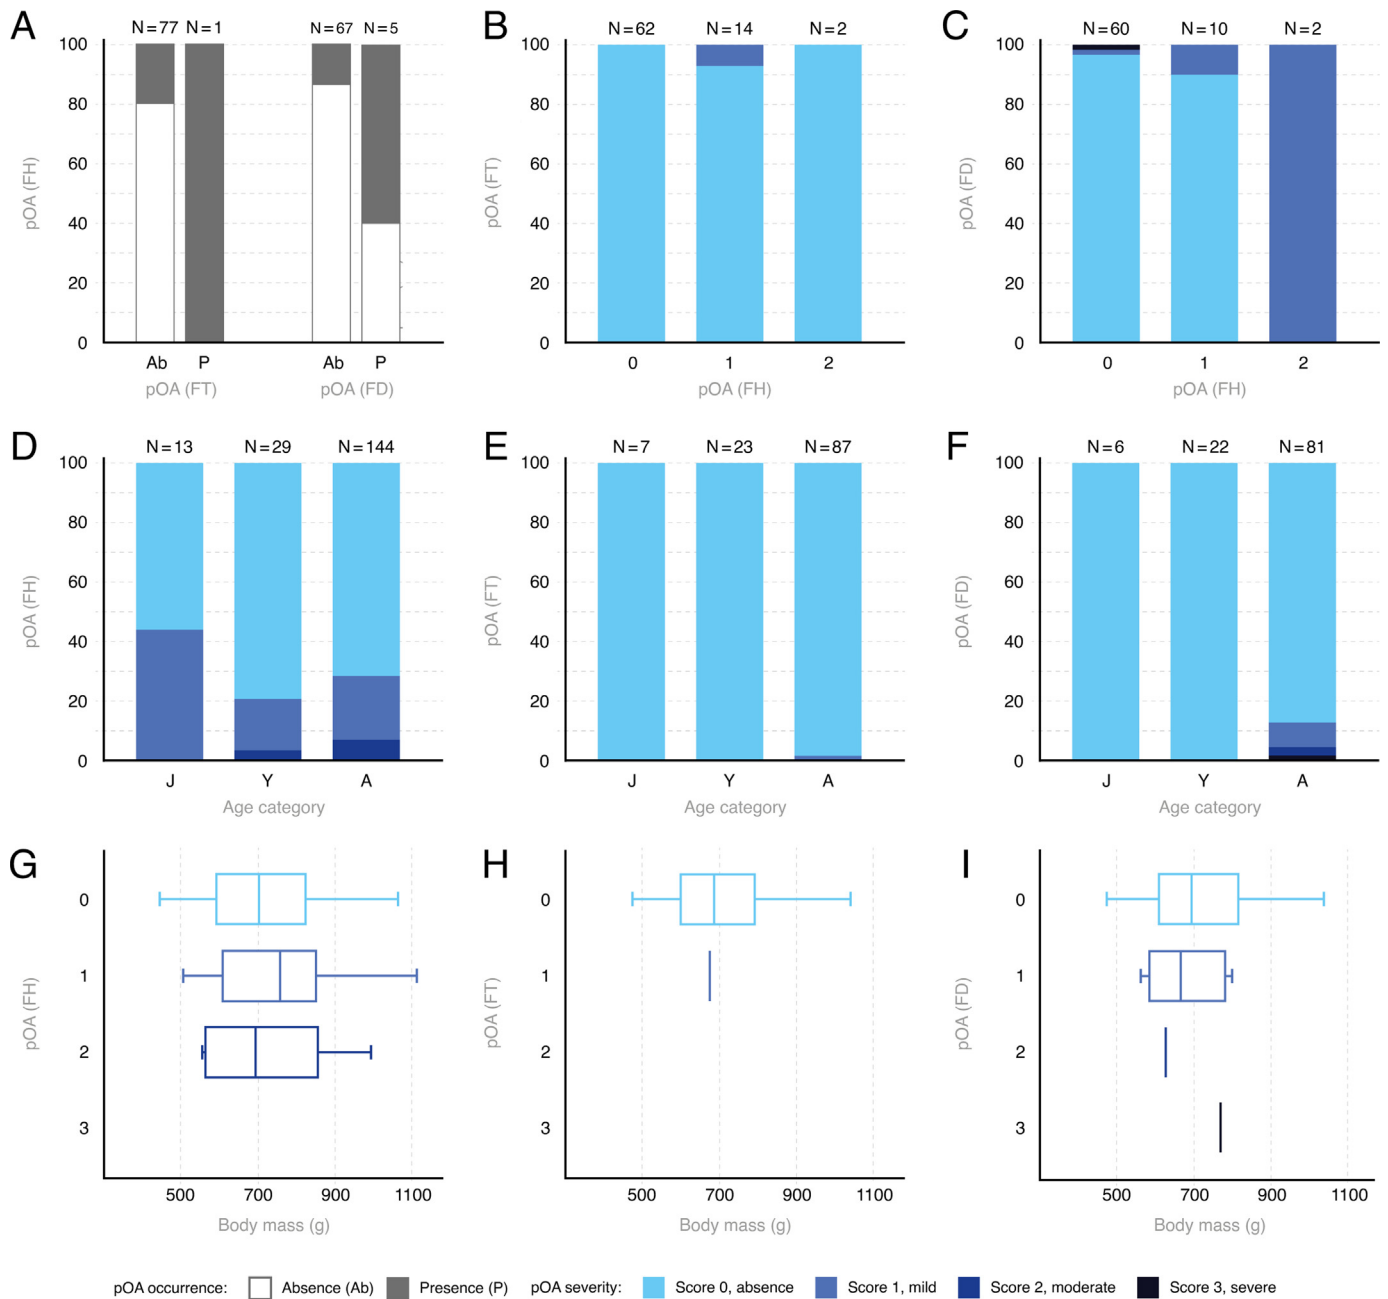 A
N=77 N=1 N=67 N=5
100
80
60
40
20
0
pOA (FH)
Ab P Ab P
pOA (FT) pOA (FD)
B
N=62 N=14 N=2
100
80
60
40
20
0
pOA (FT)
0 1 2
pOA (FH)
C
N=60 N=10 N=2
100
80
60
40
20
0
pOA (FD)
0 1 2
pOA (FH)
D
N=13 N=29 N=144
100
80
60
40
20
0
pOA (FH)
J Y A
Age category
E
N=7 N=23 N=87
100
80
60
40
20
0
pOA (FT)
J Y A
Age category
F
N=6 N=22 N=81
100
80
60
40
20
0
pOA (FD)
J Y A
Age category
G
0
1
2
3
pOA (FH)
500 700 900 1100
Body mass (g)
H
0
1
2
3
pOA (FT)
500 700 900 1100
Body mass (g)
I
0
1
2
3
pOA (FD)
500 700 900 1100
Body mass (g)
pOA occurrence: Absence (Ab) Presence (P) pOA severity: Score 0, absence Score 1, mild Score 2, moderate Score 3, severe